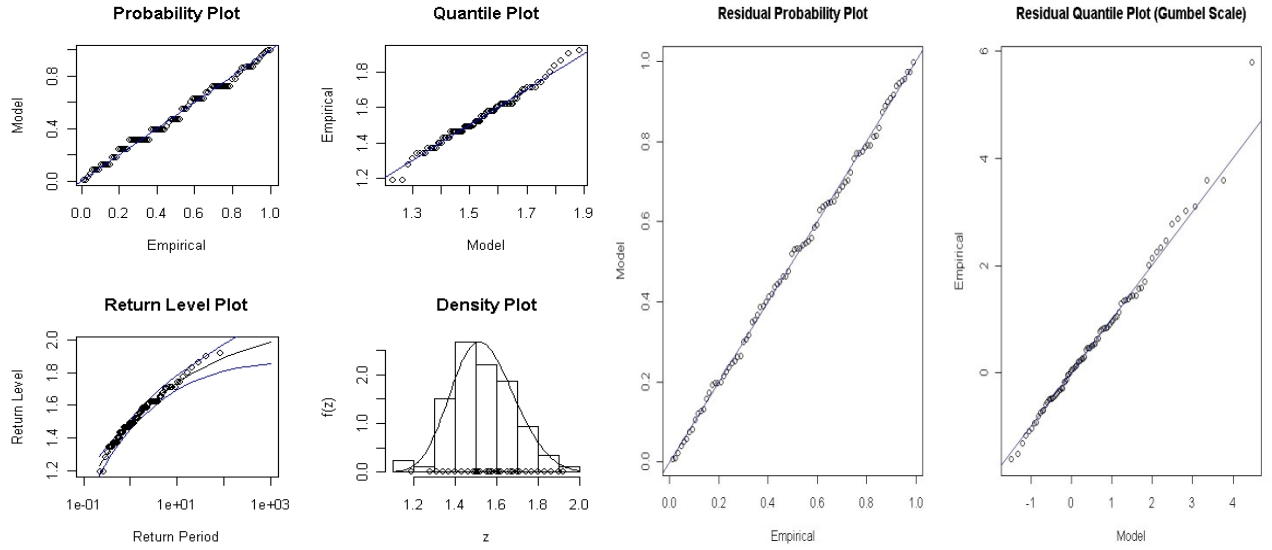 Probability Plot
Model
0.0 0.4 0.8
0.0 0.2 0.4 0.6 0.8 1.0
Empirical
Quantile Plot
Empirical
1.2 1.4 1.6 1.8
1.3 1.5 1.7 1.9
Model
Return Level Plot
Return Level
1.2 1.4 1.6 1.8 2.0
1e-01 1e+01 1e+03
Return Period
Density Plot
f(z)
0.0 1.0 2.0
1.2 1.4 1.6 1.8 2.0
z
Residual Probability Plot
Model
0.0 0.2 0.4 0.6 0.8 1.0
0.0 0.2 0.4 0.6 0.8 1.0
Empirical
Residual Quantile Plot (Gumbel Scale)
Empirical
0 2 4 6
-1 0 1 2 3 4
Model